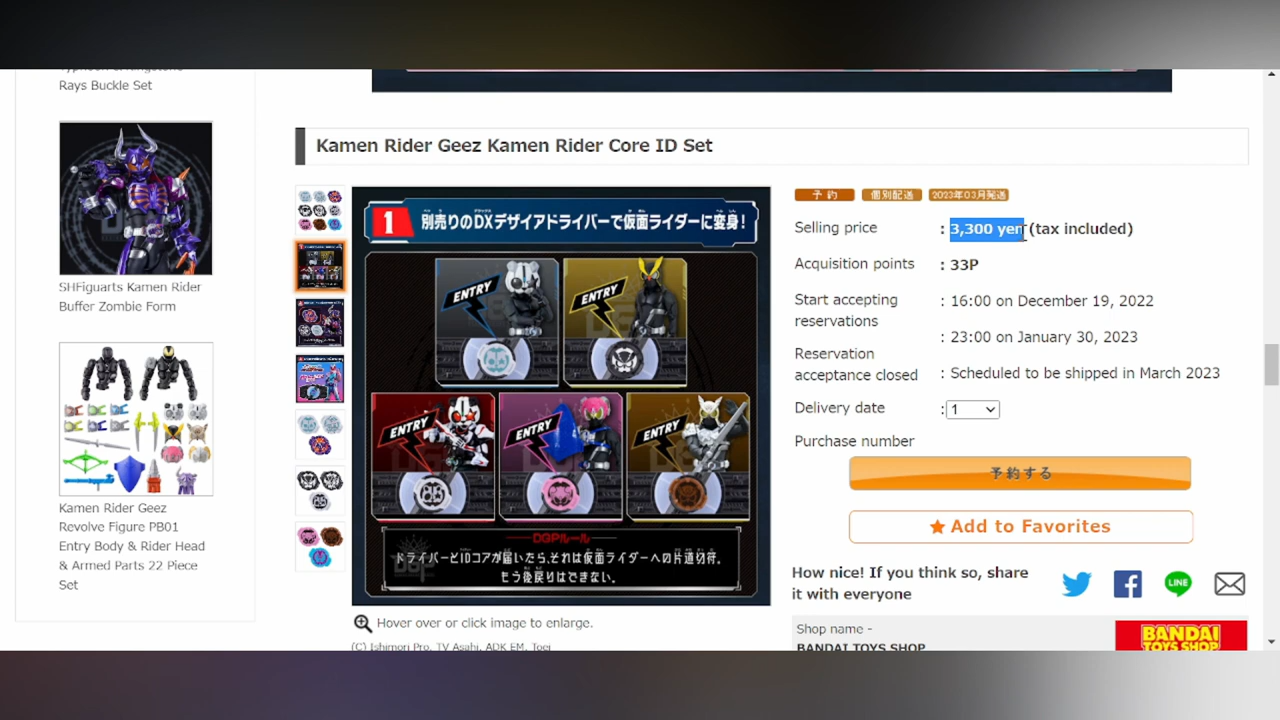 Rays Buckle Set
SHFiguarts Kamen Rider
Buffer Zombie Form
Kamen Rider Geez
Revolve Figure PB01
Entry Body & Rider Head
& Armed Parts 22 Piece
Set
Kamen Rider Geez Kamen Rider Core ID Set
1 別売りのDXデザイアドライバーで仮面ライダーに変身!
ENTRY
ENTRY
ENTRY
ENTRY
ENTRY
DGPルール
ドライバーとIDコアが届いたら、それは仮面ライダーへの片道切符。
もう後戻りはできない。
Hover over or click image to enlarge.
(C) Ishimori Pro, TV Asahi, ADK EM, Toei
予約 個別配送 2023年03月発送
Selling price : 3,300 yen (tax included)
Acquisition points : 33P
Start accepting : 16:00 on December 19, 2022
reservations
: 23:00 on January 30, 2023
Reservation
acceptance closed : Scheduled to be shipped in March 2023
Delivery date : 1
Purchase number
予約する
★ Add to Favorites
How nice! If you think so, share
it with everyone
LINE
Shop name -
BANDAI TOYS SHOP
BANDAI
TOYS SHOP